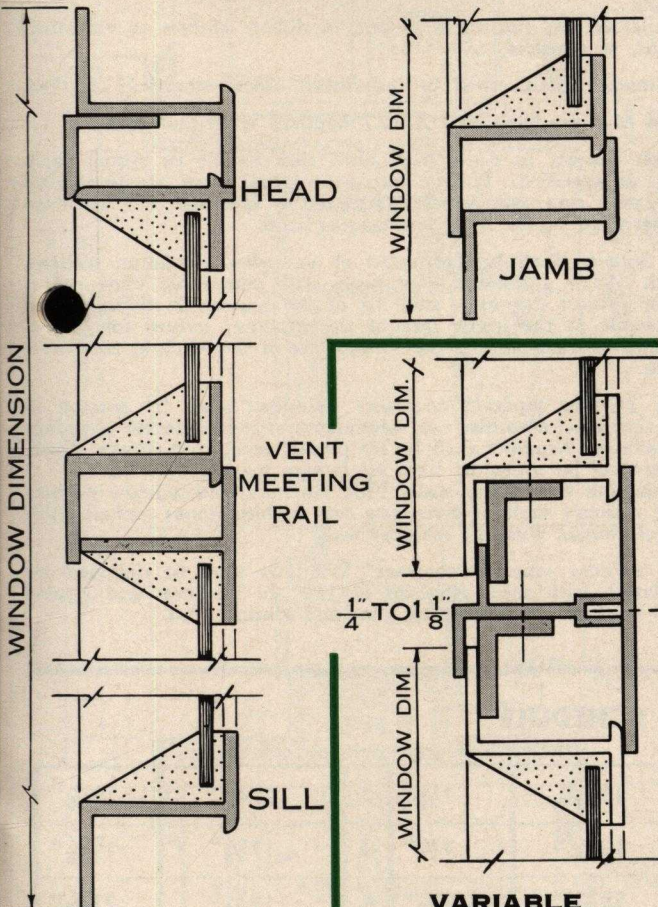 HEAD
WINDOW DIMENSION
VENT
MEETING
RAIL
SILL
WINDOW DIM.
JAMB
WINDOW DIM.
1/4" TO 1 1/8"
WINDOW DIM.
VARIABLE